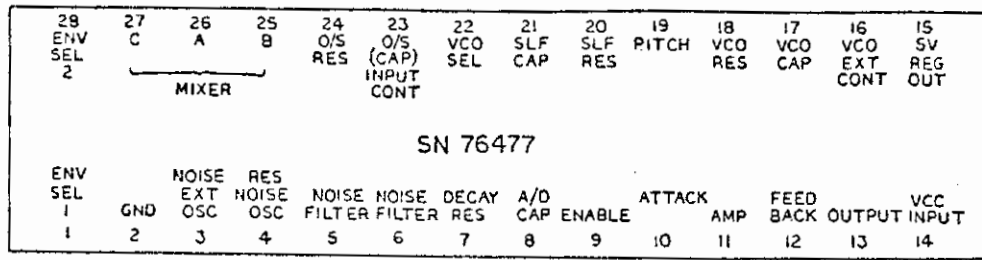 28 27 26 25 24 23 22 21 20 19 18 17 16 15
ENV C A B O/S O/S VCO SLF SLF PITCH VCO VCO VCO 5V
SEL RES (CAP) SEL CAP RES RES CAP EXT REG
2 INPUT CONT OUT
MIXER CONT
SN 76477
ENV NOISE RES
SEL EXT NOISE NOISE NOISE DECAY A/D ATTACK FEED VCC
1 GND OSC OSC FILTER FILTER RES CAP ENABLE AMP BACK OUTPUT INPUT
1 2 3 4 5 6 7 8 9 10 11 12 13 14